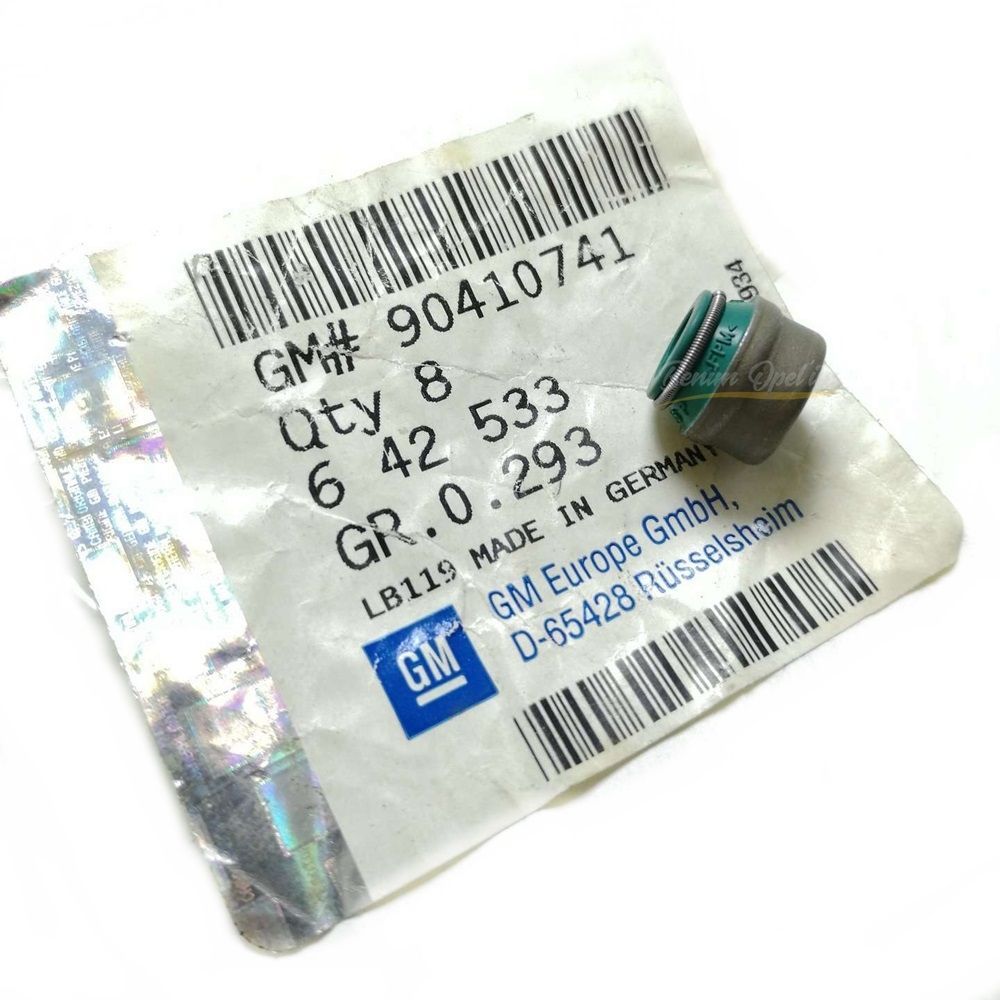 GM# 90410741
Qty 8
6 42 533
GR.0.293
LB119 MADE IN GERMANY
GM Europe GmbH,
D-65428 Rüsselsheim
GM
934
Opel